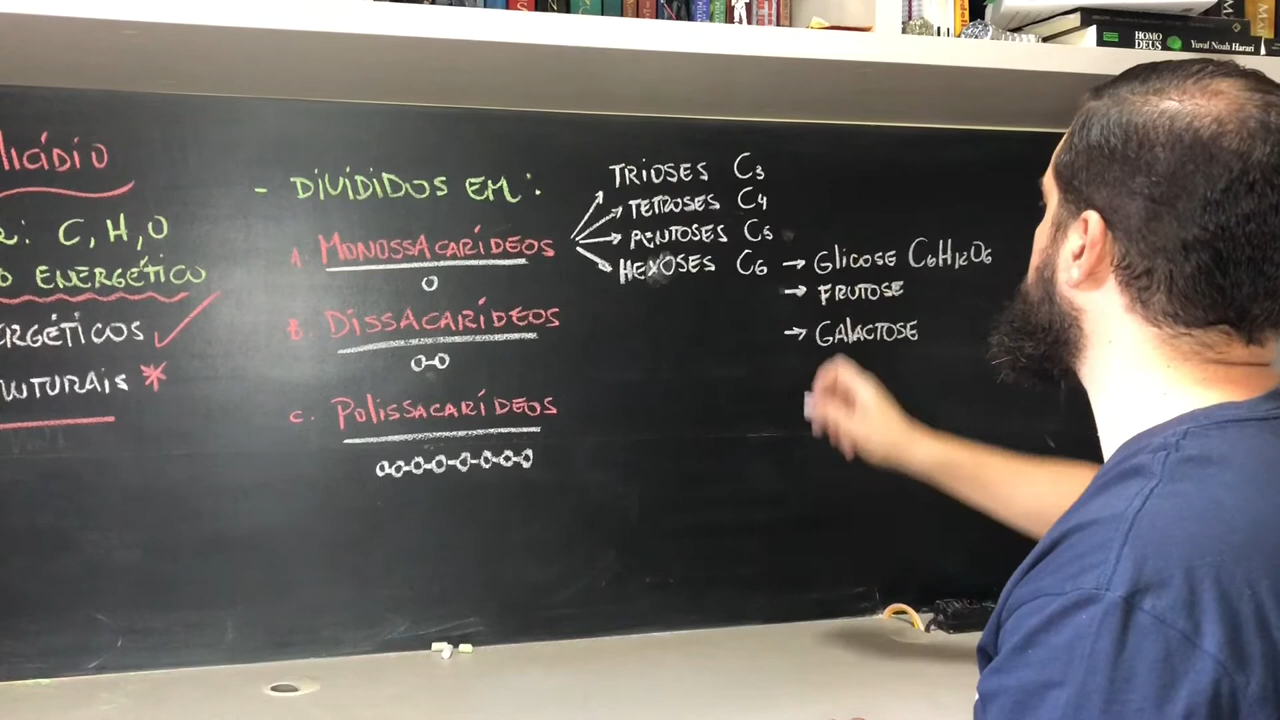 C, H, O
ENERGÉTICO
- DIVIDIDOS EM:
A. MONOSSACARÍDEOS
B. DISSACARÍDEOS
C. POLISSACARÍDEOS
TRIOSES C3
TETROSES C4
PENTOSES C5
HEXOSES C6 → GLICOSE C6H12O6
→ FRUTOSE
→ GALACTOSE
HOMO
DEUS
Yuval Noah Harari